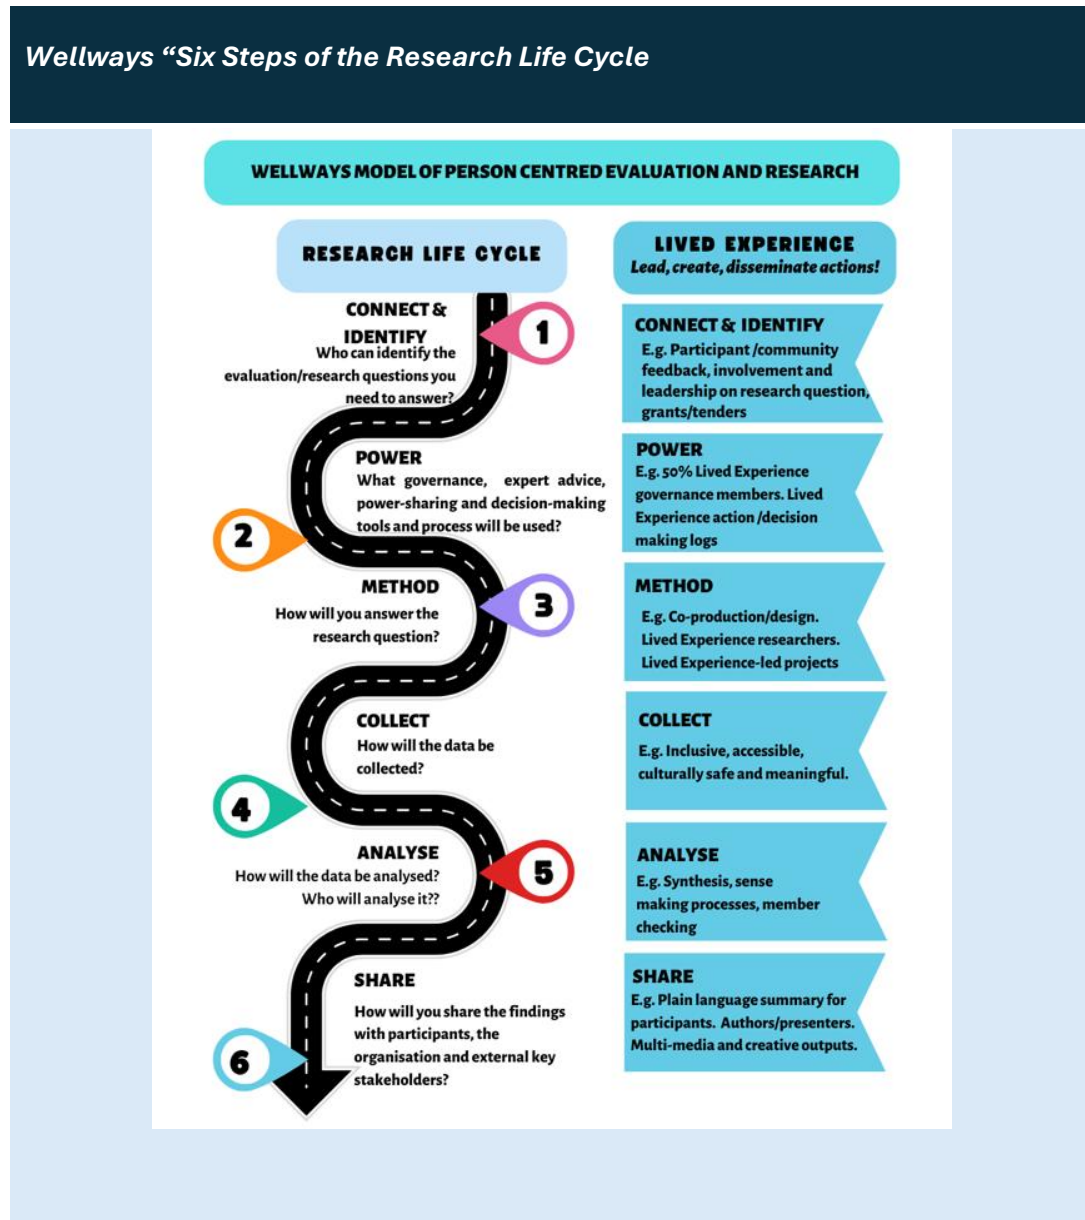 Wellways “Six Steps of the Research Life Cycle
WELLWAYS MODEL OF PERSON CENTRED EVALUATION AND RESEARCH
RESEARCH LIFE CYCLE
CONNECT &
IDENTIFY
Who can identify the
evaluation/research questions you
need to answer?
1
POWER
What governance, expert advice,
power-sharing and decision-making
tools and process will be used?
2
METHOD
How will you answer the
research question?
3
COLLECT
How will the data be
collected?
4
ANALYSE
How will the data be analysed?
Who will analyse it??
5
SHARE
How will you share the findings
with participants, the
organisation and external key
stakeholders?
6
LIVED EXPERIENCE
Lead, create, disseminate actions!
CONNECT & IDENTIFY
E.g. Participant /community
feedback, involvement and
leadership on research question,
grants/tenders
POWER
E.g. 50% Lived Experience
governance members. Lived
Experience action /decision
making logs
METHOD
E.g. Co-production/design.
Lived Experience researchers.
Lived Experience-led projects
COLLECT
E.g. Inclusive, accessible,
culturally safe and meaningful.
ANALYSE
E.g. Synthesis, sense
making processes, member
checking
SHARE
E.g. Plain language summary for
participants. Authors/presenters.
Multi-media and creative outputs.